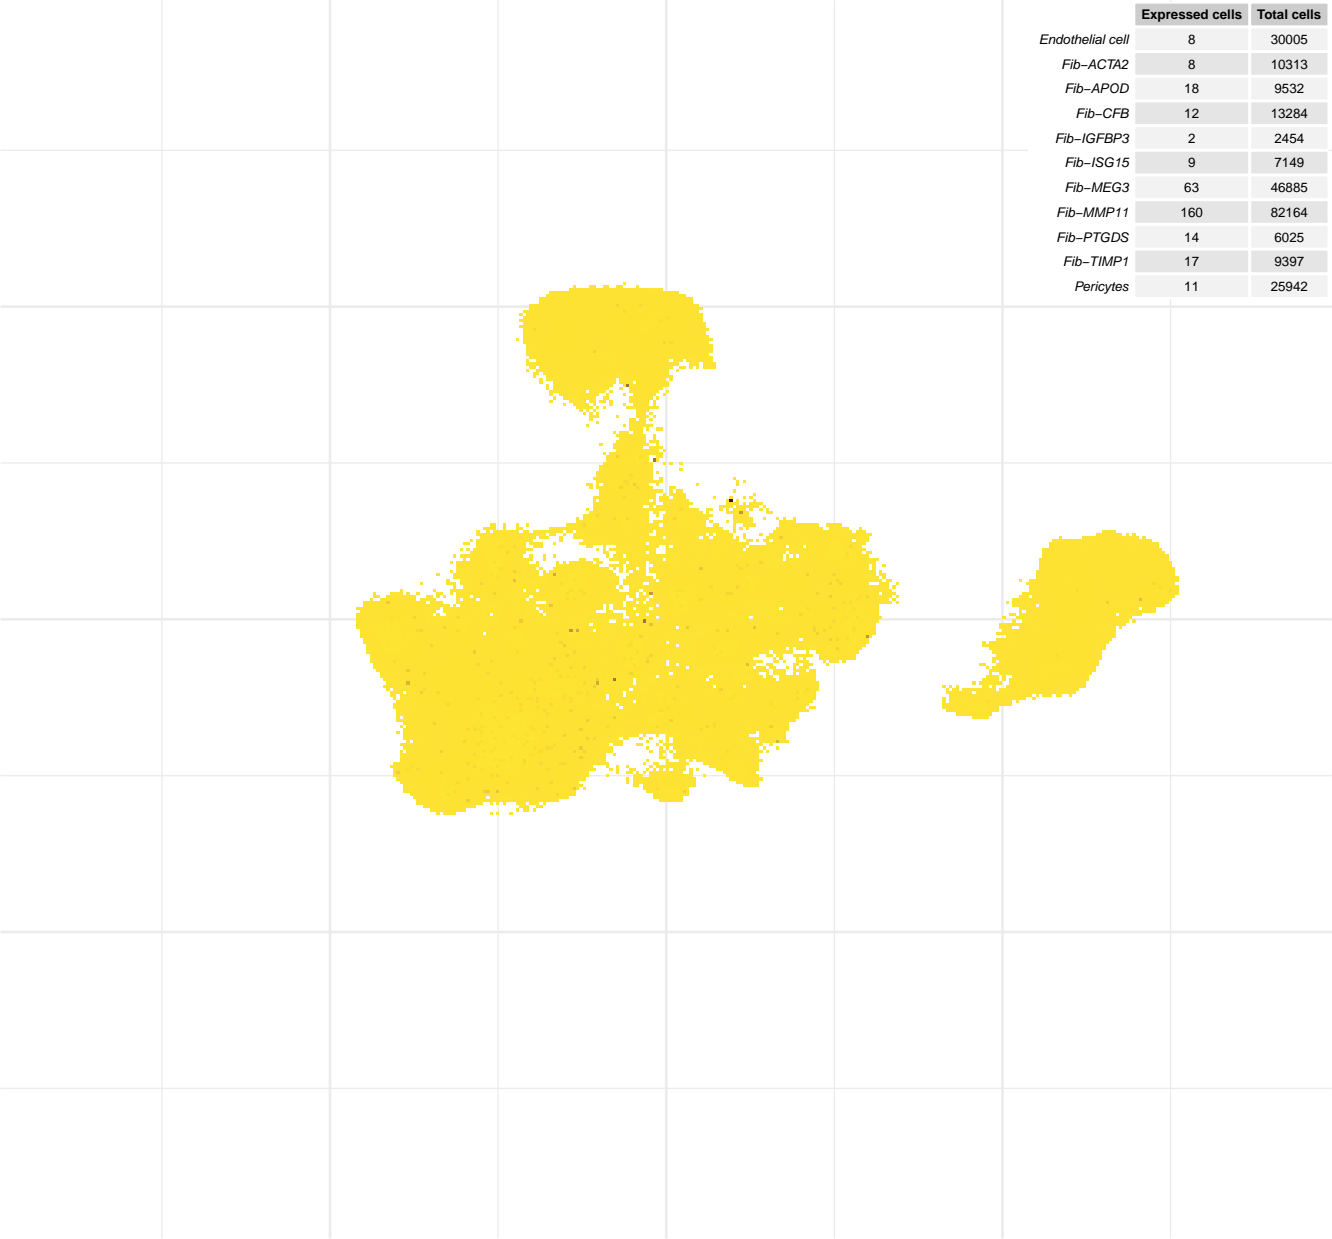 Expressed cells Total cells
Endothelial cell 8 30005
Fib−ACTA2 8 10313
Fib−APOD 18 9532
Fib−CFB 12 13284
Fib−IGFBP3 2 2454
Fib−ISG15 9 7149
Fib−MEG3 63 46885
Fib−MMP11 160 82164
Fib−PTGDS 14 6025
Fib−TIMP1 17 9397
Pericytes 11 25942